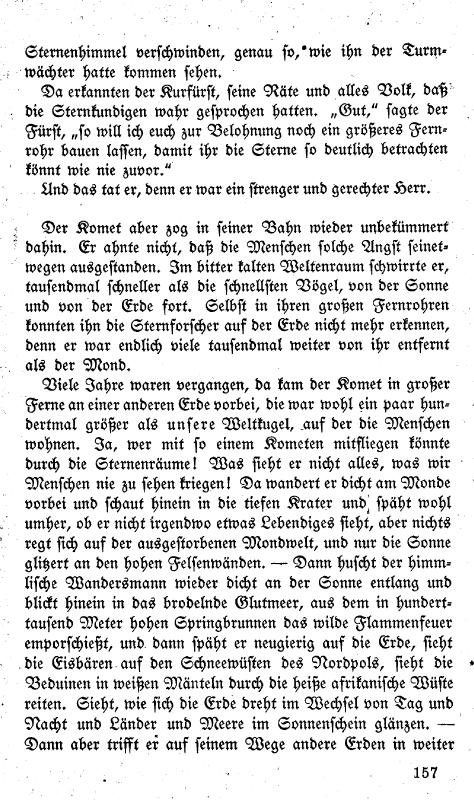 Sternenhimmel verschwinden, genau so, wie ihn der Turm-
wächter hatte kommen sehen.
Da erkannten der Kurfürst, seine Räte und alles Volk, daß
die Sternkundigen wahr gesprochen hatten. „Gut,“ sagte der
Fürst, „so will ich euch zur Belohnung noch ein größeres Fern-
rohr bauen lassen, damit ihr die Sterne so deutlich betrachten
könnt wie nie zuvor.“
Und das tat er, denn er war ein strenger und gerechter Herr.
Der Komet aber zog in seiner Bahn wieder unbekümmert
dahin. Er ahnte nicht, daß die Menschen solche Angst seinet-
wegen ausgestanden. Im bitter kalten Weltenraum schwirrte er,
tausendmal schneller als die schnellsten Vögel, von der Sonne
und von der Erde fort. Selbst in ihren großen Fernrohren
konnten ihn die Sternforscher auf der Erde nicht mehr erkennen,
denn er war endlich viele tausendmal weiter von ihr entfernt
als der Mond.
Viele Jahre waren vergangen, da kam der Komet in großer
Ferne an einer anderen Erde vorbei, die war wohl ein paar hun-
dertmal größer als unsere Weltkugel, auf der die Menschen
wohnen. Ja, wer mit so einem Kometen mitfliegen könnte
durch die Sternenräume! Was sieht er nicht alles, was wir
Menschen nie zu sehen kriegen! Da wandert er dicht am Monde
vorbei und schaut hinein in die tiefen Krater und späht wohl
umher, ob er nicht irgendwo etwas Lebendiges sieht, aber nichts
regt sich auf der ausgestorbenen Mondwelt, und nur die Sonne
glitzert an den hohen Felsenwänden. — Dann huscht der himm-
lische Wandersmann wieder dicht an der Sonne entlang und
blickt hinein in das brodelnde Glutmeer, aus dem in hundert-
tausend Meter hohen Springbrunnen das wilde Flammenfeuer
emporschießt, und dann späht er neugierig auf die Erde, sieht
die Eisbären auf den Schneewüsten des Nordpols, sieht die
Beduinen in weißen Mänteln durch die heiße afrikanische Wüste
reiten. Sieht, wie sich die Erde dreht im Wechsel von Tag und
Nacht und Länder und Meere im Sonnenschein glänzen. —
Dann aber trifft er auf seinem Wege andere Erden in weiter
157